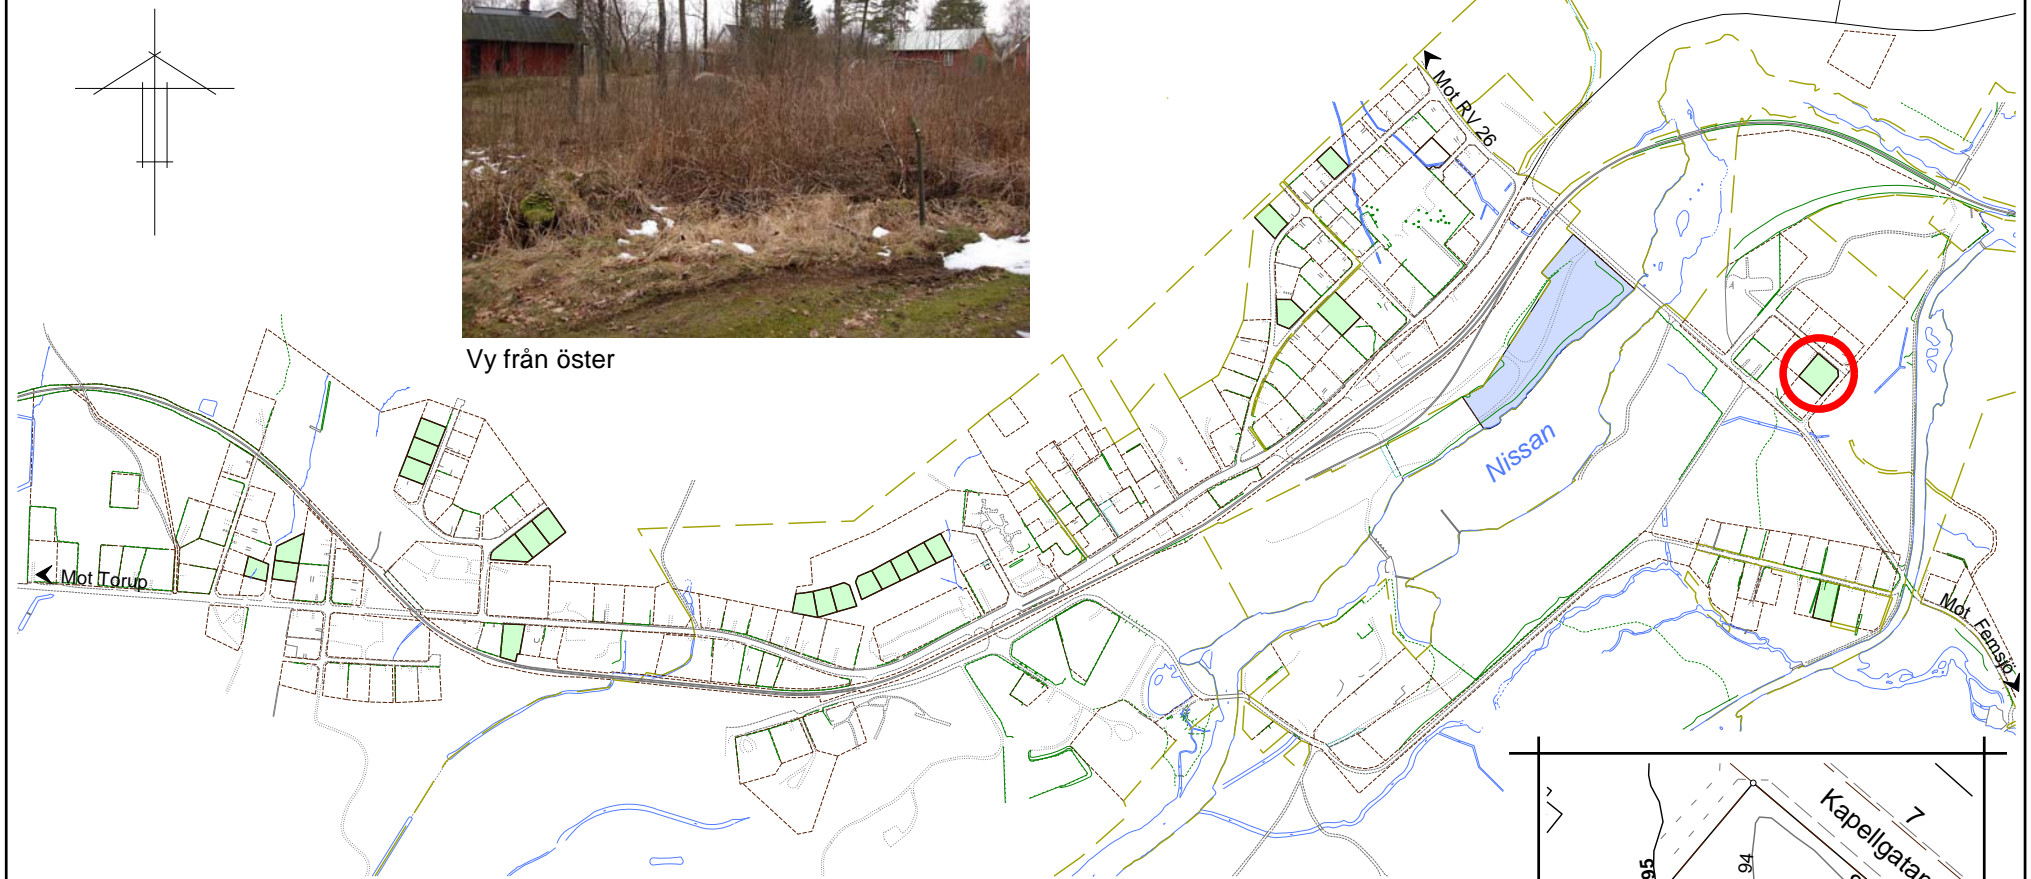 Mot RV 26
Vy från öster
Nissan
Mot Torup
Mot Femsjö
7
Kapellgatan
94
95